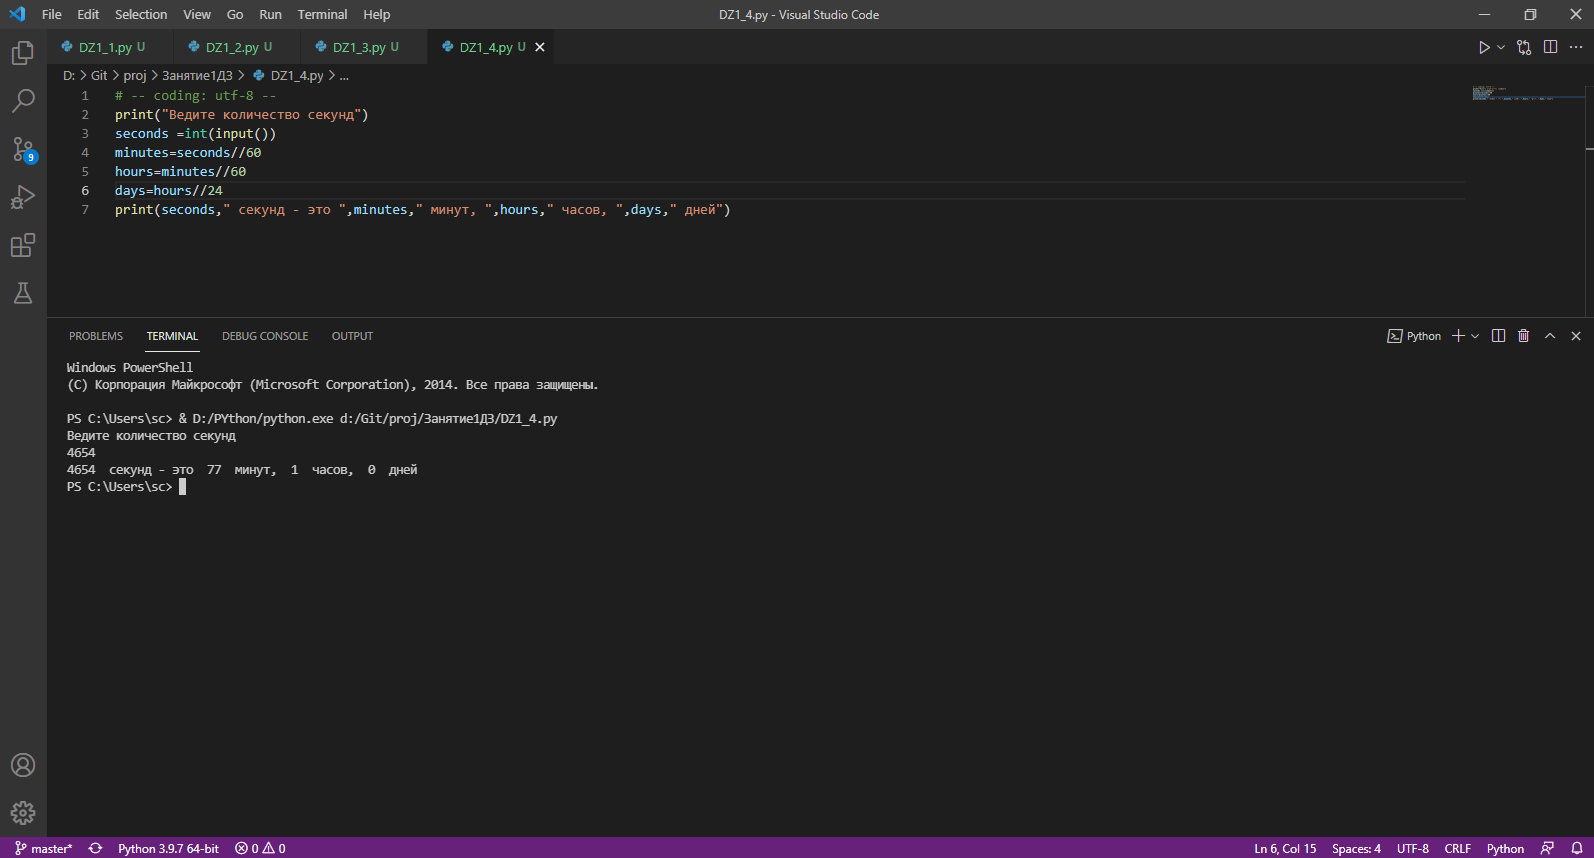 File Edit Selection View Go Run Terminal Help DZ1_4.py - Visual Studio Code
DZ1_1.py U DZ1_2.py U DZ1_3.py U DZ1_4.py U
D: > Git > proj > Занятие1ДЗ > DZ1_4.py > ...
1 # -- coding: utf-8 --
2 print("Ведите количество секунд")
3 seconds =int(input())
4 minutes=seconds//60
5 hours=minutes//60
6 days=hours//24
7 print(seconds," секунд - это ",minutes," минут, ",hours," часов, ",days," дней")
9
PROBLEMS TERMINAL DEBUG CONSOLE OUTPUT Python
Windows PowerShell
(C) Корпорация Майкрософт (Microsoft Corporation), 2014. Все права защищены.
PS C:\Users\sc> & D:/PYthon/python.exe d:/Git/proj/Занятие1ДЗ/DZ1_4.py
Ведите количество секунд
4654
4654  секунд - это  77  минут,  1  часов,  0  дней
PS C:\Users\sc>
master* Python 3.9.7 64-bit 0 0 Ln 6, Col 15 Spaces: 4 UTF-8 CRLF Python